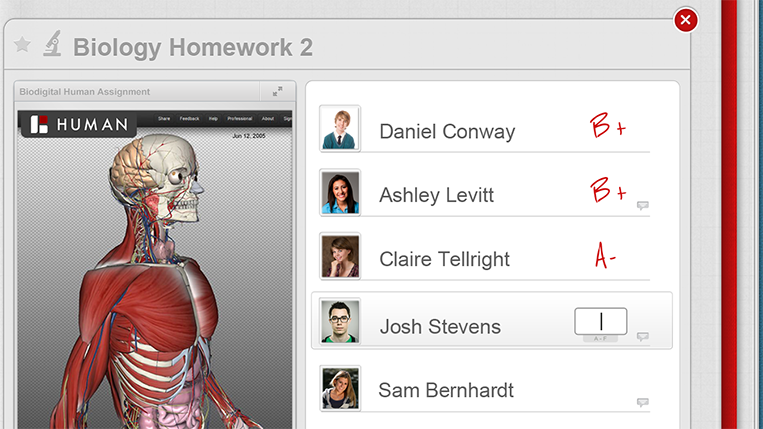 Biology Homework 2
Biodigital Human Assignment
HUMAN
Share Feedback Help Professional About Sign
Jun 12, 2005
Daniel Conway B+
Ashley Levitt B+
Claire Tellright A-
Josh Stevens
A - F
Sam Bernhardt